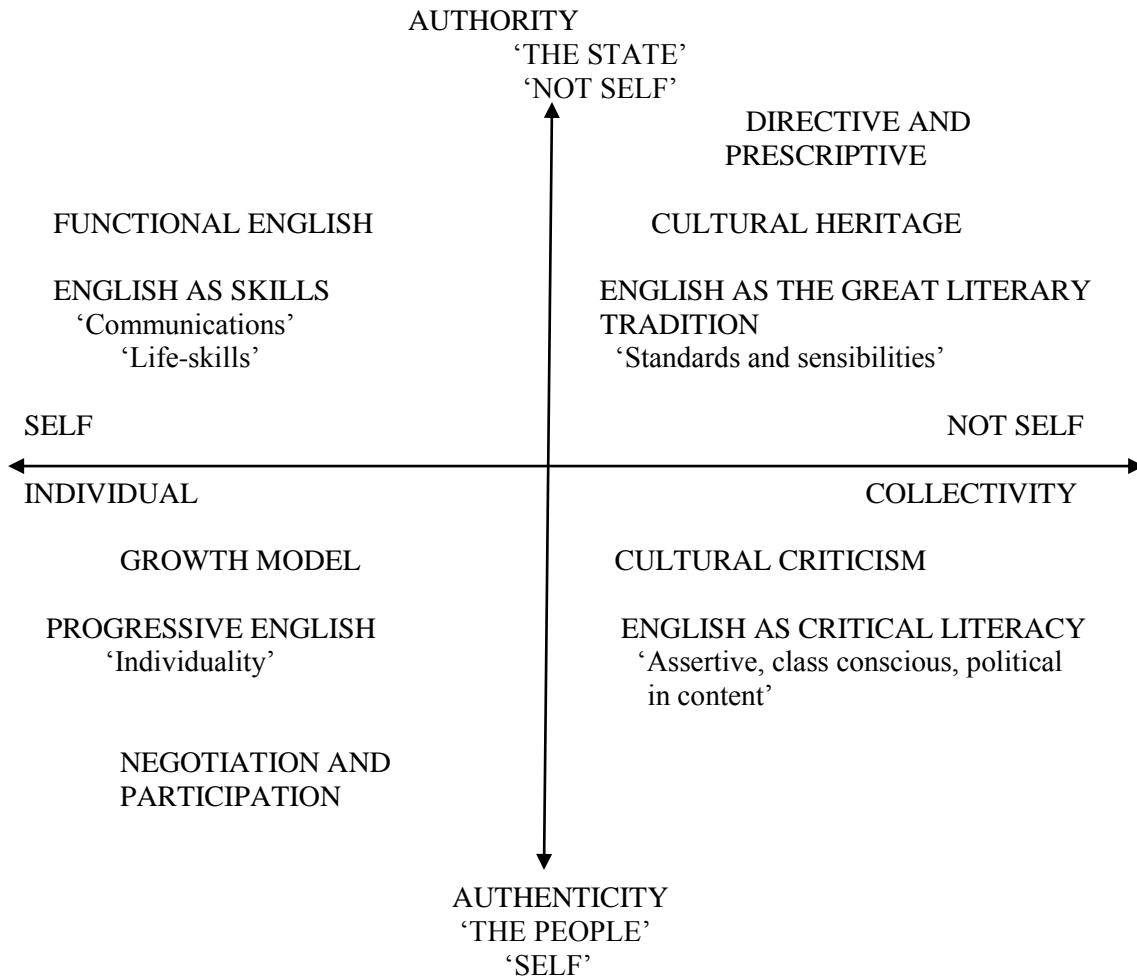 AUTHORITY
‘THE STATE’
‘NOT SELF’
DIRECTIVE AND
PRESCRIPTIVE
FUNCTIONAL ENGLISH
CULTURAL HERITAGE
ENGLISH AS SKILLS
‘Communications’
‘Life-skills’
ENGLISH AS THE GREAT LITERARY
TRADITION
‘Standards and sensibilities’
SELF
NOT SELF
INDIVIDUAL
COLLECTIVITY
GROWTH MODEL
CULTURAL CRITICISM
PROGRESSIVE ENGLISH
‘Individuality’
ENGLISH AS CRITICAL LITERACY
‘Assertive, class conscious, political
in content’
NEGOTIATION AND
PARTICIPATION
AUTHENTICITY
‘THE PEOPLE’
‘SELF’